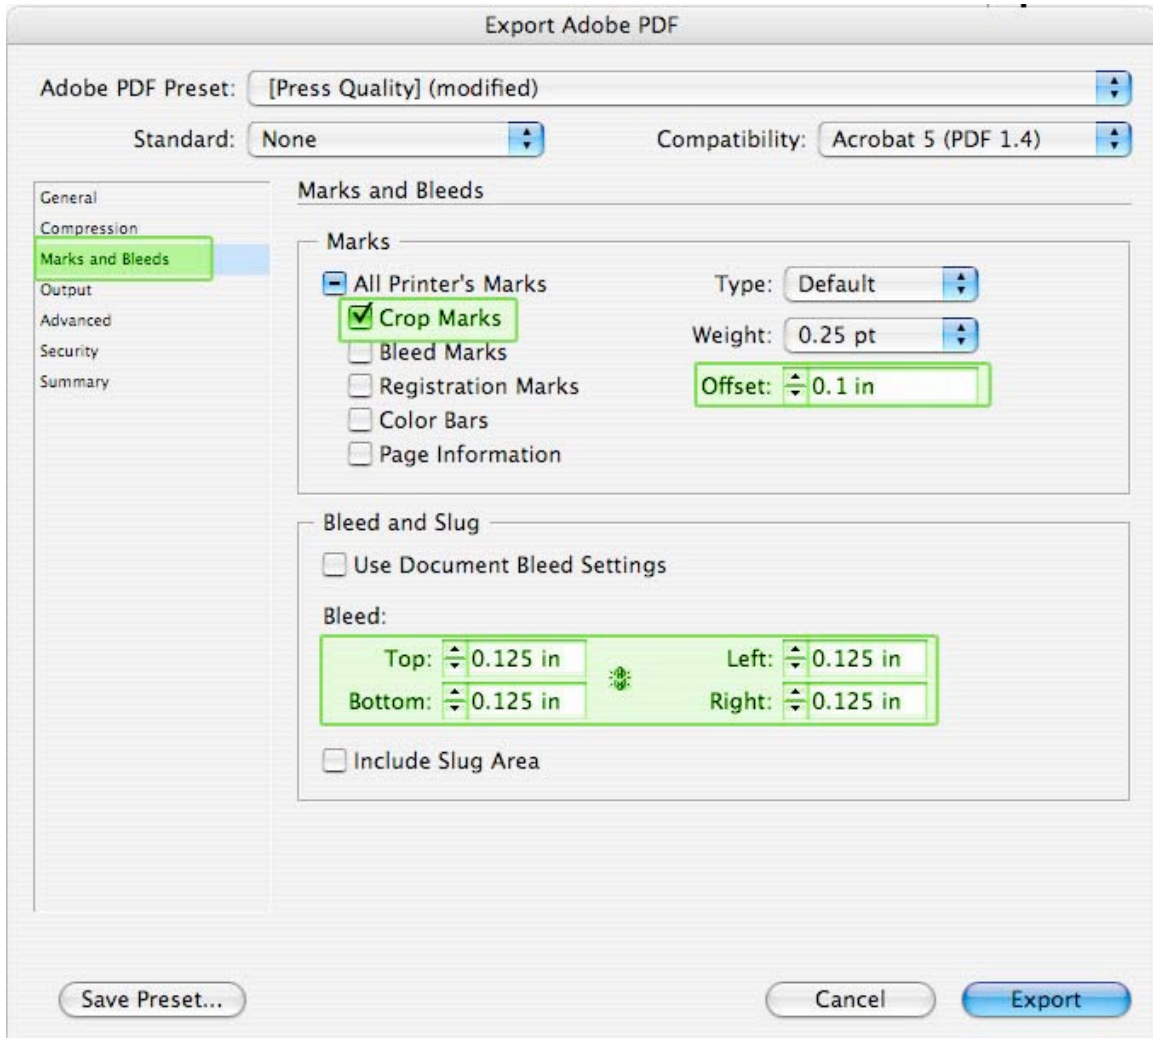 Export Adobe PDF
Adobe PDF Preset: [Press Quality] (modified)
Standard: None Compatibility: Acrobat 5 (PDF 1.4)
General
Compression
Marks and Bleeds
Output
Advanced
Security
Summary
Marks and Bleeds
Marks
All Printer's Marks
Crop Marks
Bleed Marks
Registration Marks
Color Bars
Page Information
Type: Default
Weight: 0.25 pt
Offset: 0.1 in
Bleed and Slug
Use Document Bleed Settings
Bleed:
Top: 0.125 in Left: 0.125 in
Bottom: 0.125 in Right: 0.125 in
Include Slug Area
Save Preset... Cancel Export